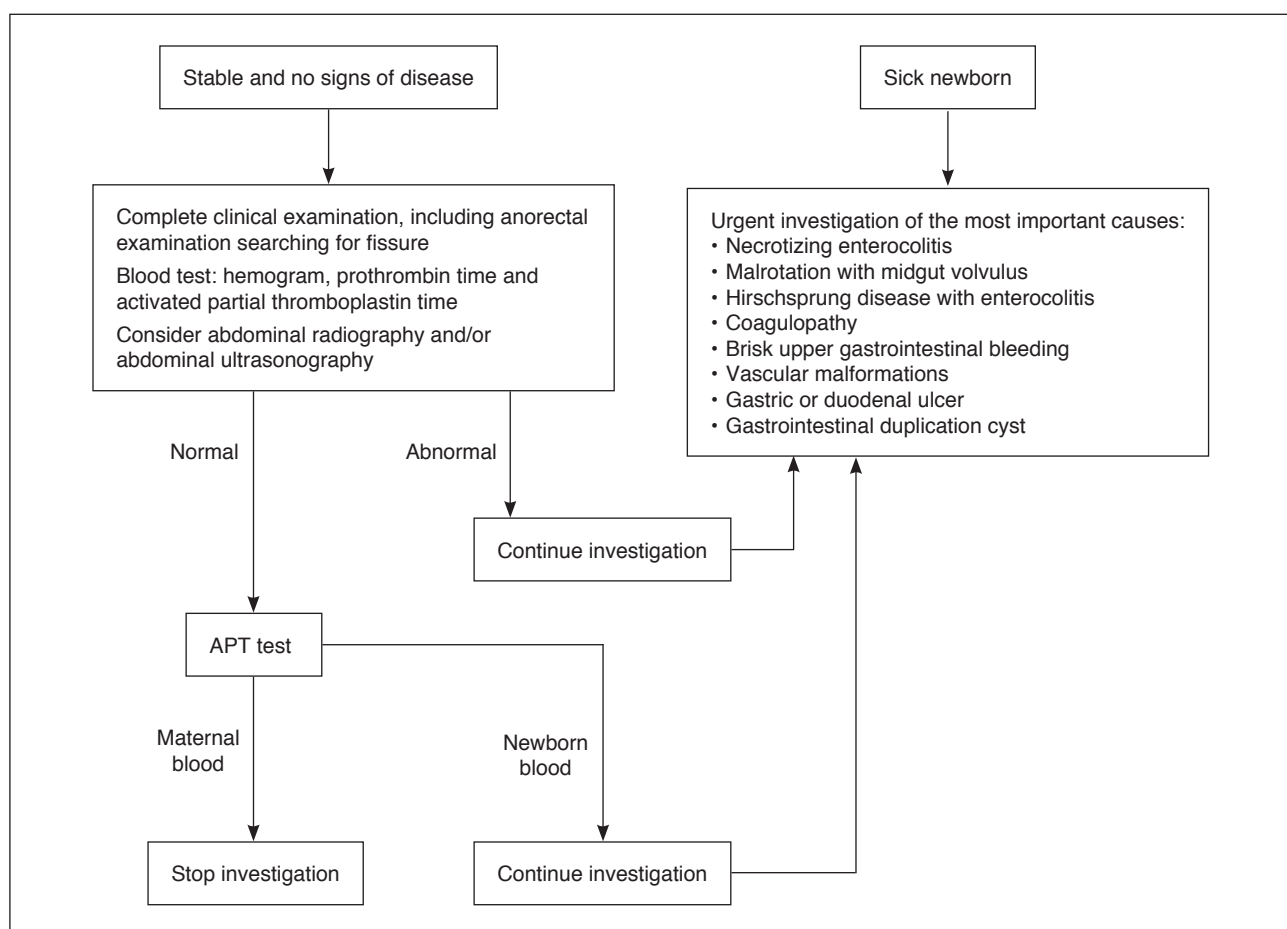 Stable and no signs of disease
Sick newborn
Complete clinical examination, including anorectal
examination searching for fissure
Blood test: hemogram, prothrombin time and
activated partial thromboplastin time
Consider abdominal radiography and/or
abdominal ultrasonography
Urgent investigation of the most important causes:
• Necrotizing enterocolitis
• Malrotation with midgut volvulus
• Hirschsprung disease with enterocolitis
• Coagulopathy
• Brisk upper gastrointestinal bleeding
• Vascular malformations
• Gastric or duodenal ulcer
• Gastrointestinal duplication cyst
Normal
Abnormal
Continue investigation
APT test
Maternal
blood
Newborn
blood
Stop investigation
Continue investigation